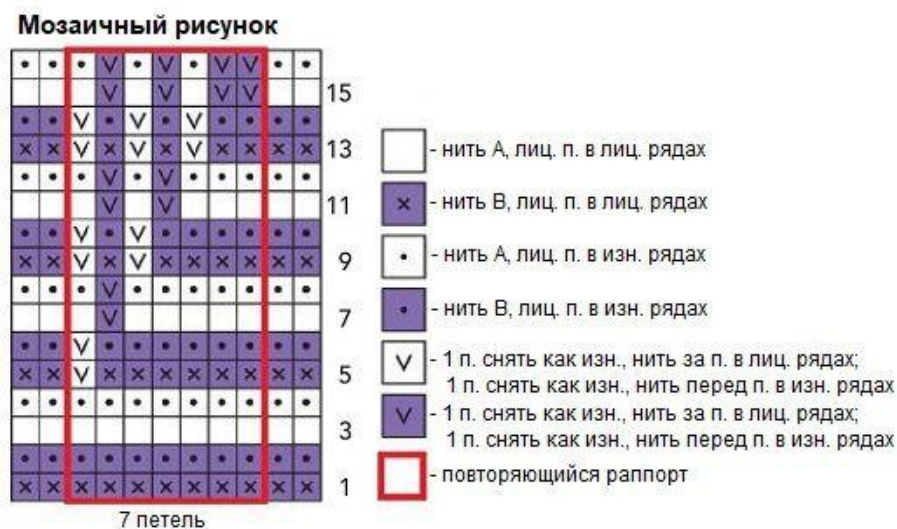 Мозаичный рисунок
15
13
11
9
7
5
3
1
7 петель
- нить А, лиц. п. в лиц. рядах
- нить В, лиц. п. в лиц. рядах
- нить А, лиц. п. в изн. рядах
- нить В, лиц. п. в изн. рядах
- 1 п. снять как изн., нить за п. в лиц. рядах;
1 п. снять как изн., нить перед п. в изн. рядах
- 1 п. снять как изн., нить за п. в лиц. рядах;
1 п. снять как изн., нить перед п. в изн. рядах
- повторяющийся раппорт